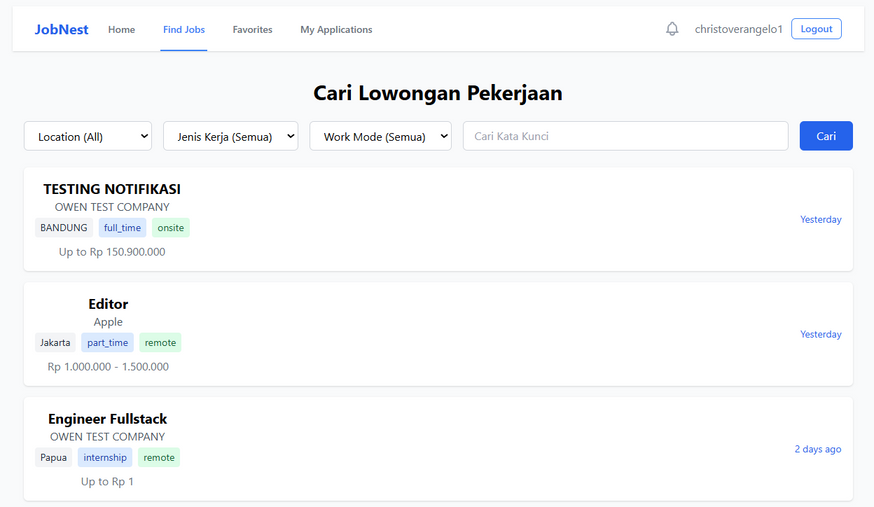 JobNest Home Find Jobs Favorites My Applications christoverangelo1 Logout
Cari Lowongan Pekerjaan
Location (All) Jenis Kerja (Semua) Work Mode (Semua) Cari Kata Kunci Cari
TESTING NOTIFIKASI
OWEN TEST COMPANY
BANDUNG full_time onsite
Up to Rp 150.900.000
Yesterday
Editor
Apple
Jakarta part_time remote
Rp 1.000.000 - 1.500.000
Yesterday
Engineer Fullstack
OWEN TEST COMPANY
Papua internship remote
Up to Rp 1
2 days ago